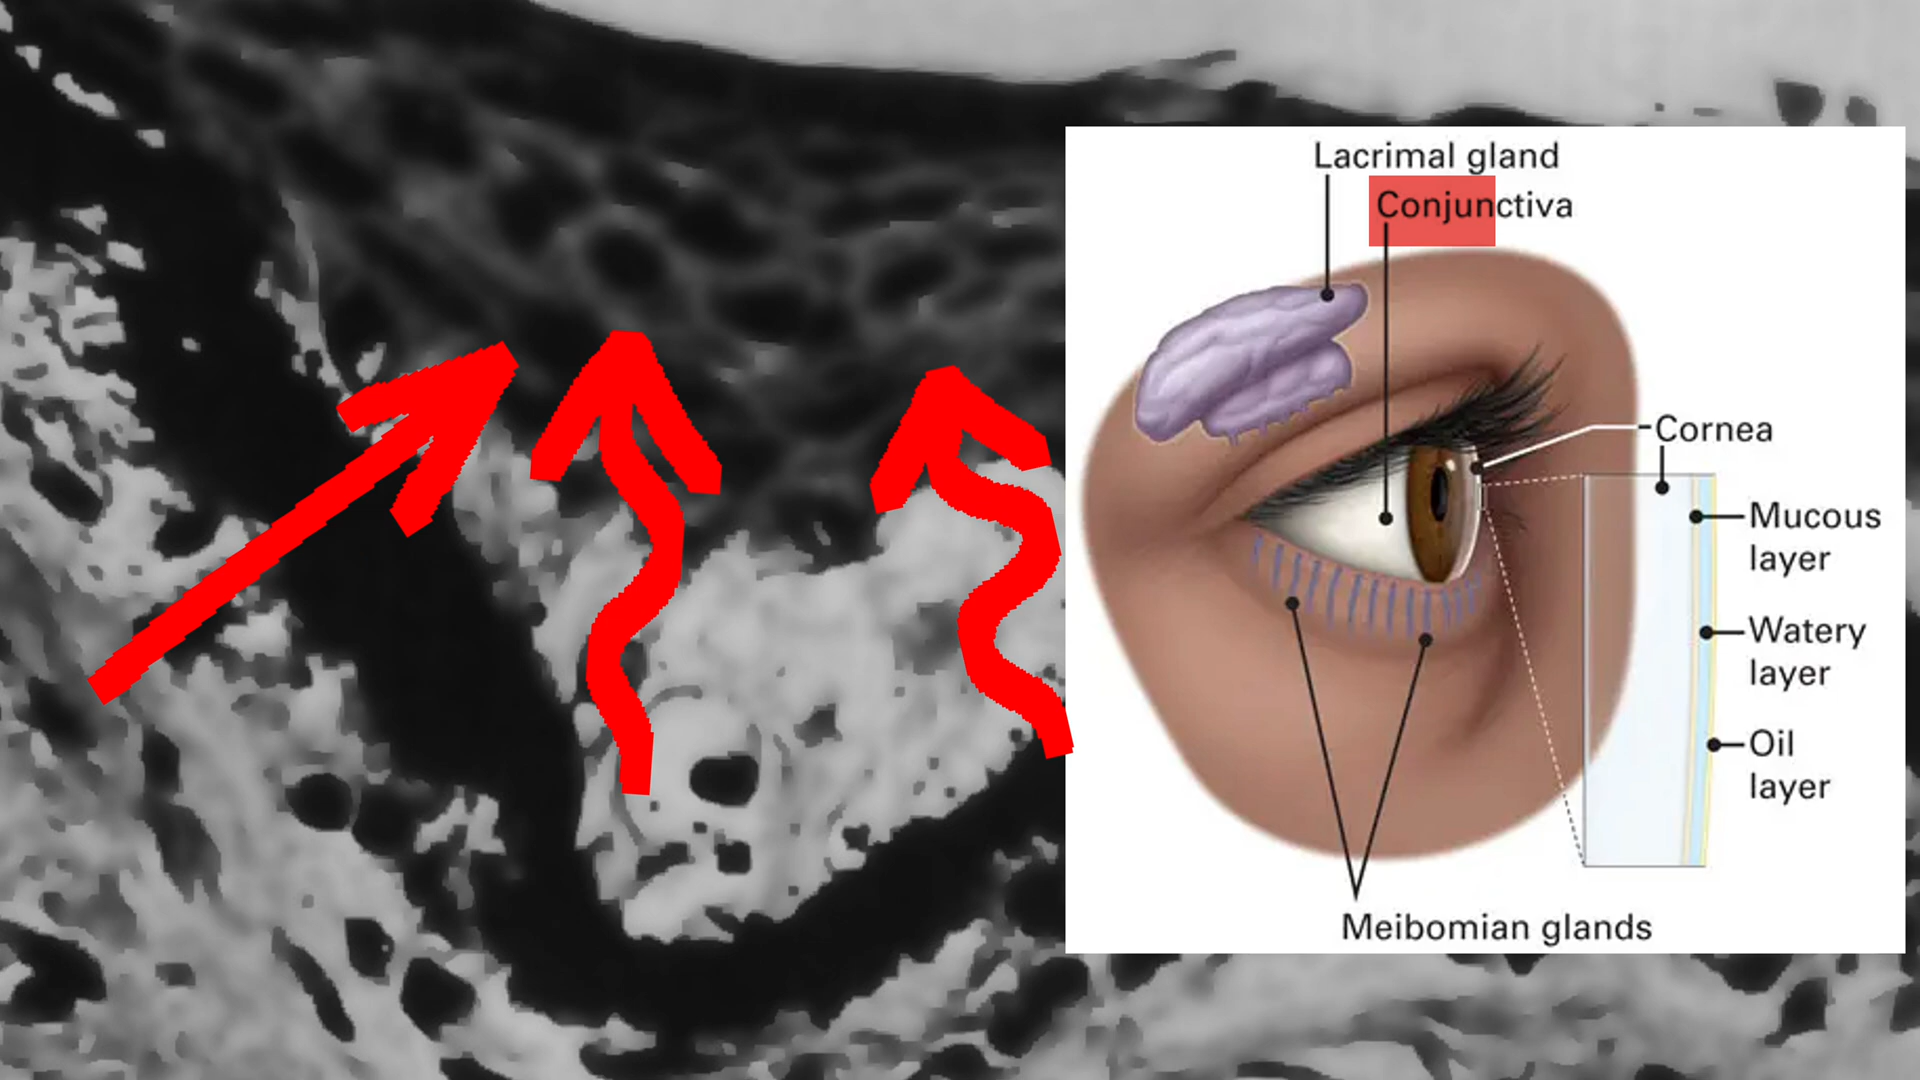 Lacrimal gland
Conjunctiva
Cornea
Mucous
layer
Watery
layer
Oil
layer
Meibomian glands